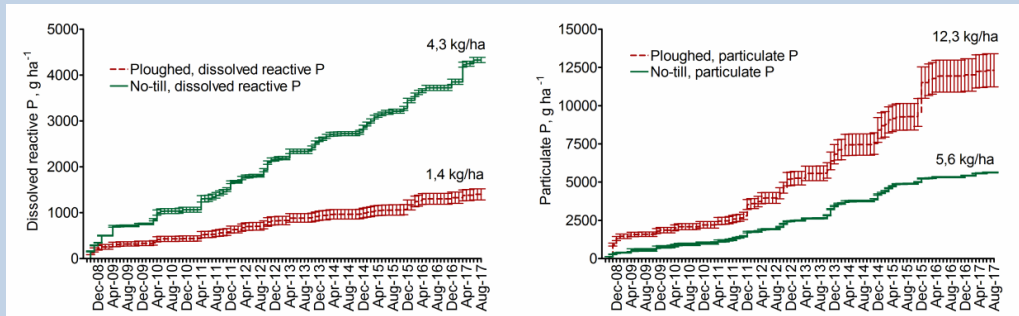 Dissolved reactive P, g ha⁻¹
5000
4000
3000
2000
1000
0
4,3 kg/ha
Ploughed, dissolved reactive P
No-till, dissolved reactive P
1,4 kg/ha
Dec-08
Apr-09
Aug-09
Dec-09
Apr-10
Aug-10
Dec-10
Apr-11
Aug-11
Dec-11
Apr-12
Aug-12
Dec-12
Apr-13
Aug-13
Dec-13
Apr-14
Aug-14
Dec-14
Apr-15
Aug-15
Dec-15
Apr-16
Aug-16
Dec-16
Apr-17
Aug-17
Particulate P, g ha⁻¹
15000
12500
10000
7500
5000
2500
0
12,3 kg/ha
Ploughed, particulate P
No-till, particulate P
5,6 kg/ha
Dec-08
Apr-09
Aug-09
Dec-09
Apr-10
Aug-10
Dec-10
Apr-11
Aug-11
Dec-11
Apr-12
Aug-12
Dec-12
Apr-13
Aug-13
Dec-13
Apr-14
Aug-14
Dec-14
Apr-15
Aug-15
Dec-15
Apr-16
Aug-16
Dec-16
Apr-17
Aug-17